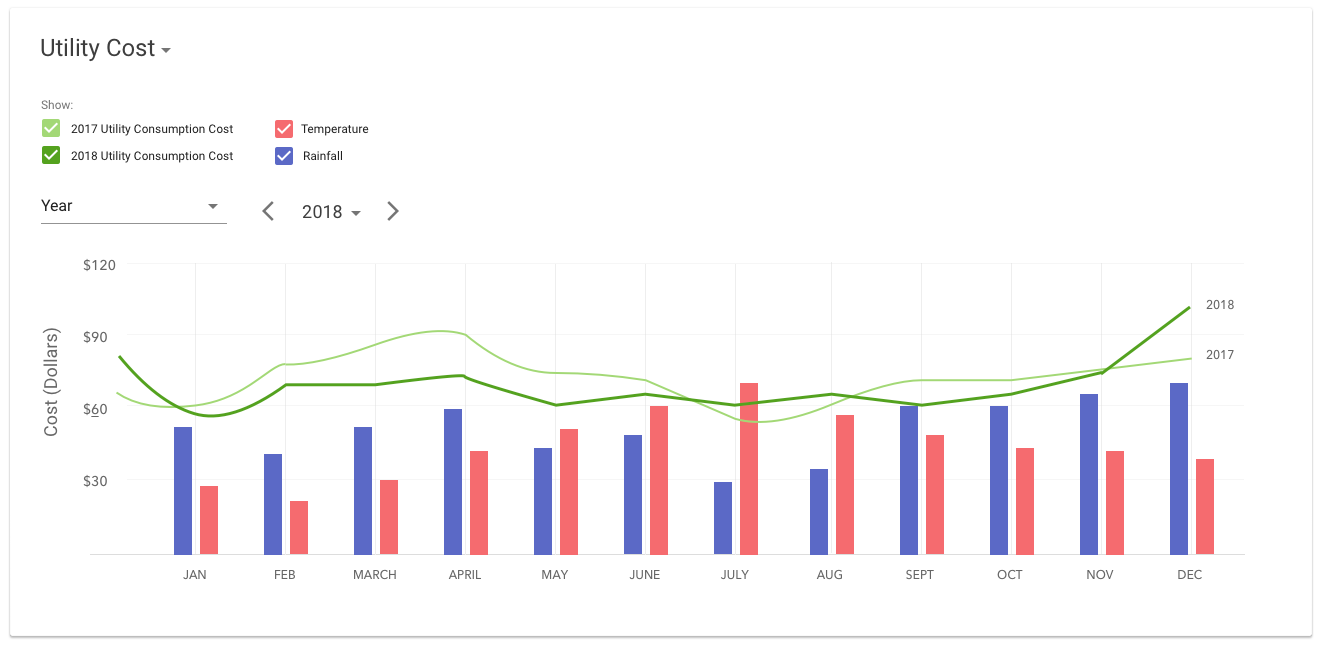 Utility Cost
Show:
2017 Utility Consumption Cost
Temperature
2018 Utility Consumption Cost
Rainfall
Year
2018
$120
$90
$60
$30
Cost (Dollars)
2018
2017
JAN FEB MARCH APRIL MAY JUNE JULY AUG SEPT OCT NOV DEC